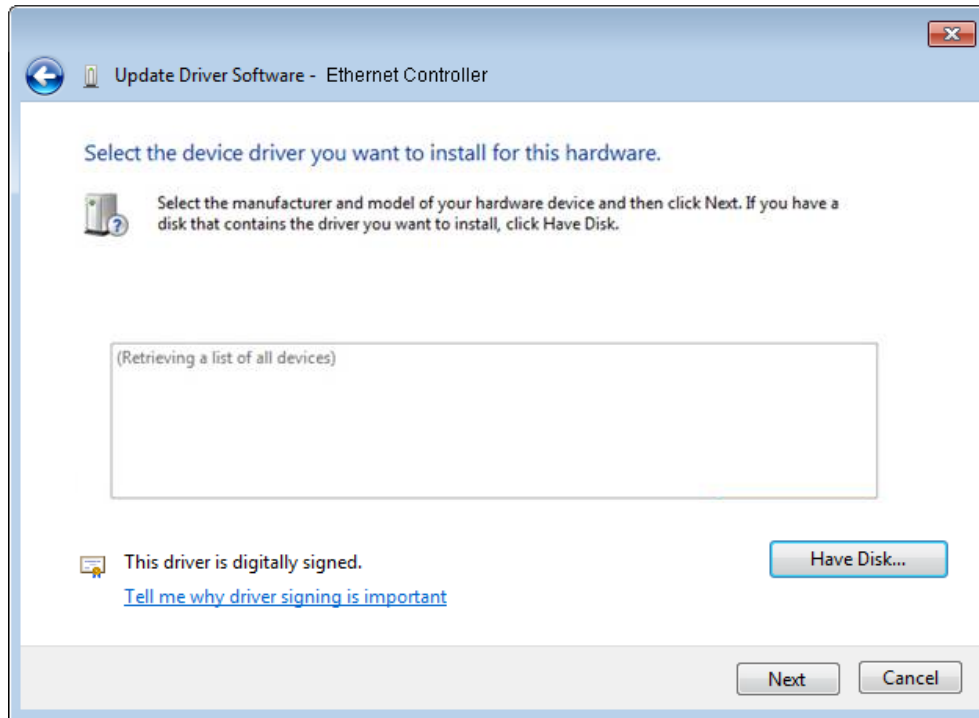 Update Driver Software - Ethernet Controller
Select the device driver you want to install for this hardware.
Select the manufacturer and model of your hardware device and then click Next. If you have a
disk that contains the driver you want to install, click Have Disk.
(Retrieving a list of all devices)
This driver is digitally signed.
Have Disk...
Tell me why driver signing is important
Next
Cancel